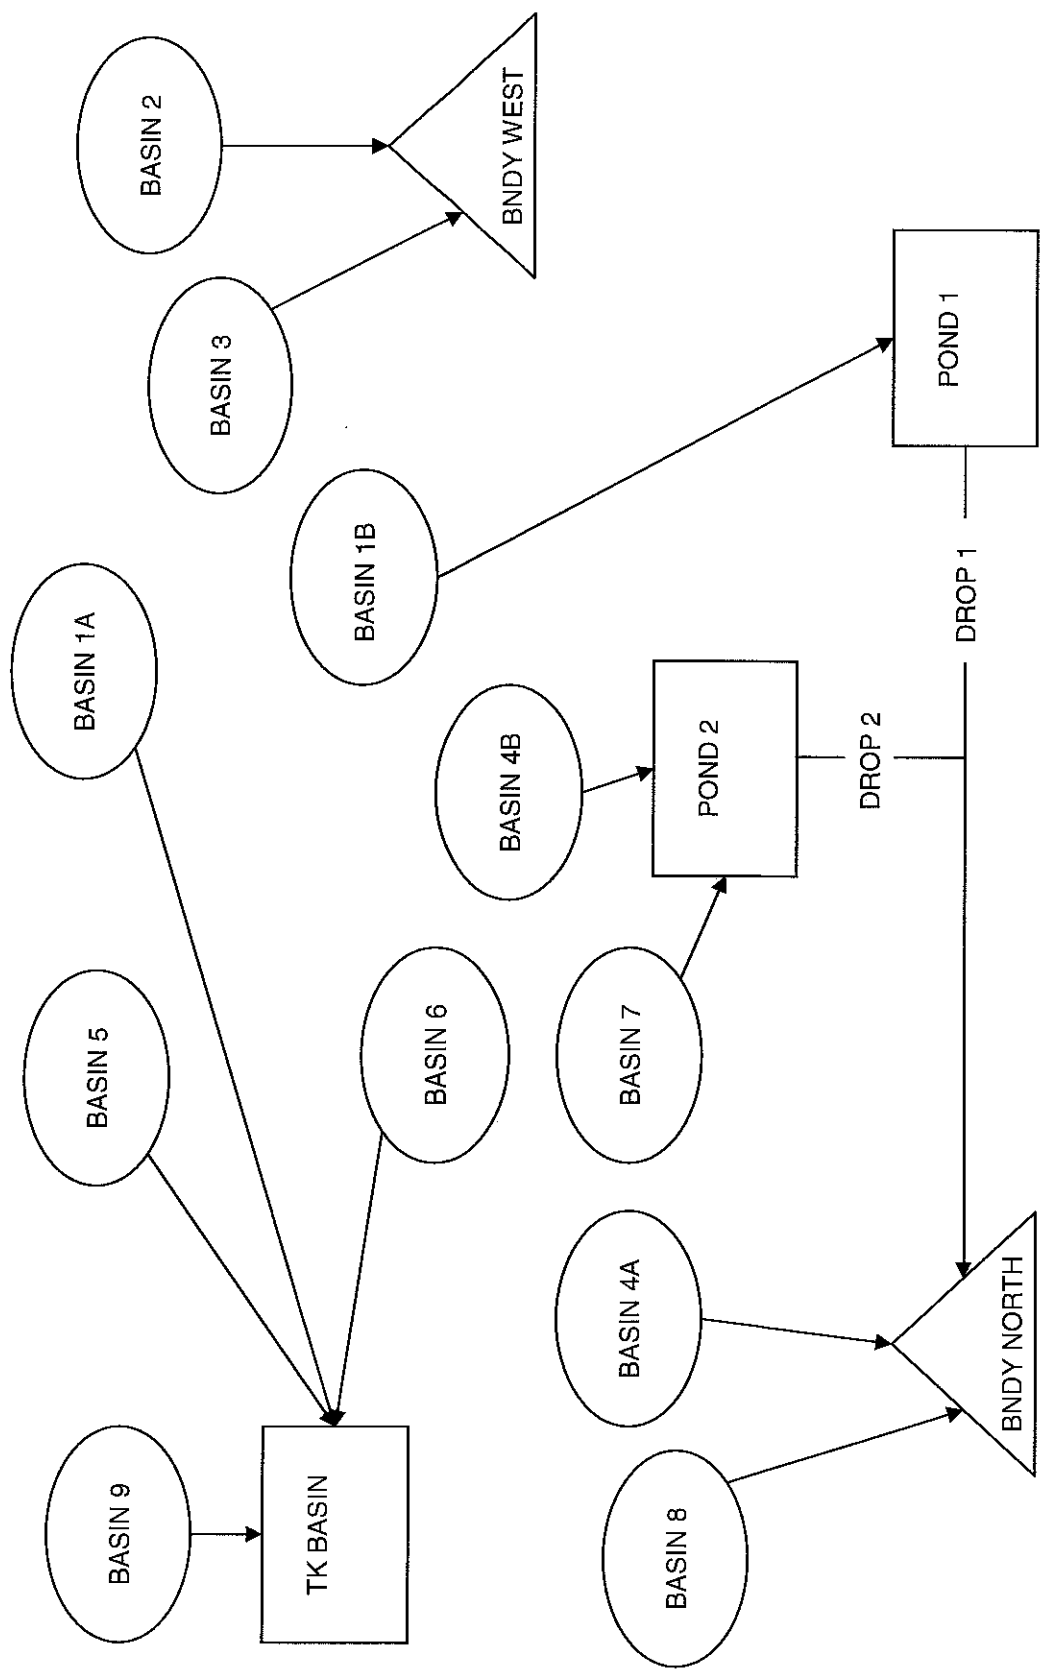 BASIN 9
BASIN 5
BASIN 1A
BASIN 2
BASIN 3
TK BASIN
BASIN 1B
BASIN 6
BASIN 4B
BNDY WEST
BASIN 4A
BASIN 7
BASIN 8
POND 2
DROP 2
POND 1
DROP 1
BNDY NORTH